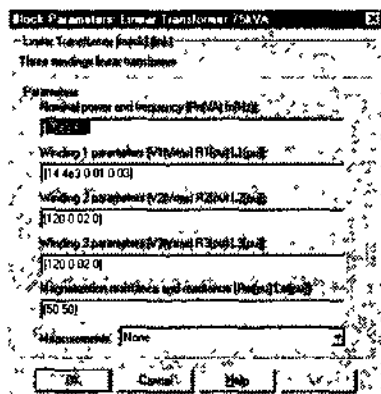 Block Parameters: Linear Transformer 75kVA
Linear Transformer (mask) (link)
Three windings linear transformer
Parameters
Nominal power and frequency [Pn(VA) fn(Hz)]:
Winding 1 parameters [V1(Vrms) R1(pu) L1(pu)]:
[14.4e3 0.01 0.03]
Winding 2 parameters [V2(Vrms) R2(pu) L2(pu)]:
[120 0.02 0]
Winding 3 parameters [V3(Vrms) R3(pu) L3(pu)]:
[120 0.02 0]
Magnetization resistance and reactance [Rm(pu) Lm(pu)]:
[50 50]
Measurements None
OK Cancel Help